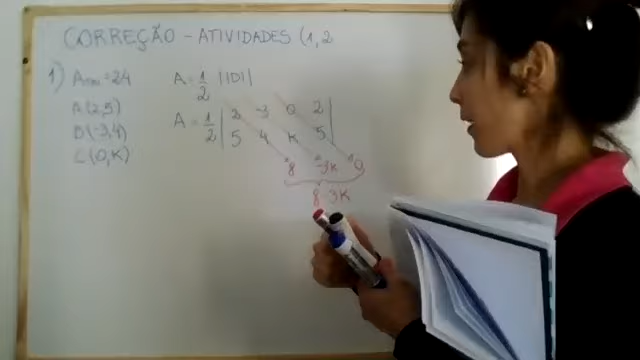 CORREÇÃO - ATIVIDADES (1, 2
1) A = 24 A = 1/2 ||D||
A(2,5) A = 1/2 | 2 -3 0 2 |
B(-3,4) 5 4 K 5
C(0,K) 8 -3K 0
8 - 3K